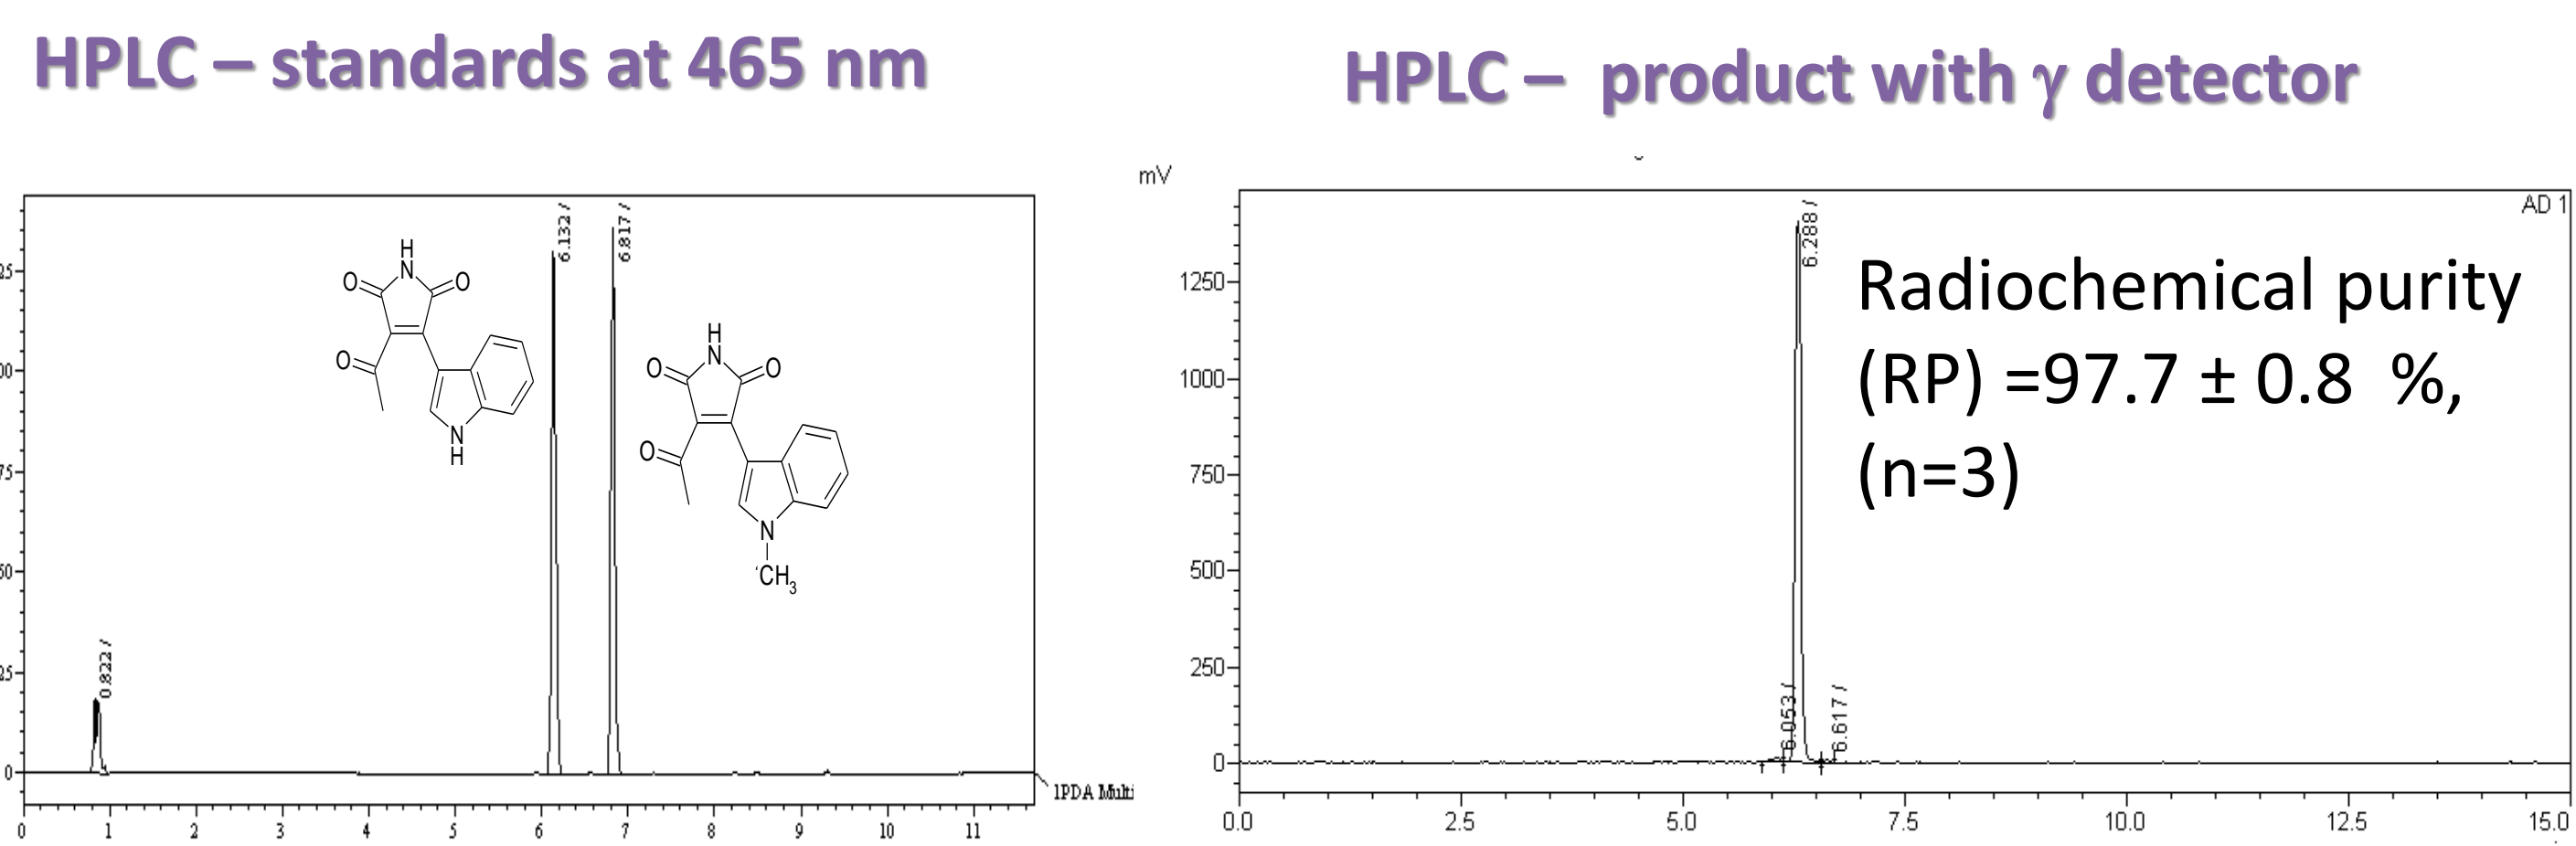 HPLC – standards at 465 nm
0.822 /
6.132 /
6.817 /
H
N
O
O
O
N
H
H
N
O
O
O
N
CH3
0
0 1 2 3 4 5 6 7 8 9 10 11
1PDA Multi
HPLC – product with γ detector
mV
AD 1
1250
1000
750
500
250
0
6.053 /
6.288 /
6.617 /
Radiochemical purity
(RP) =97.7 ± 0.8 %,
(n=3)
0.0 2.5 5.0 7.5 10.0 12.5 15.0